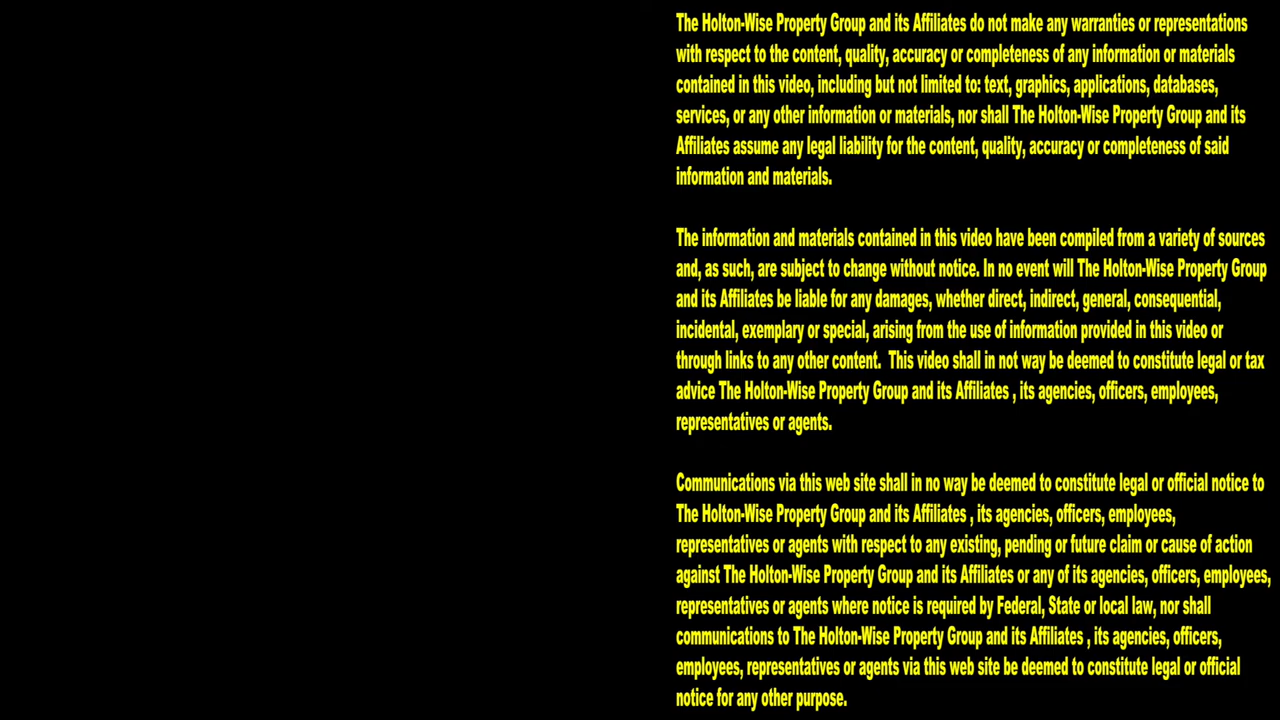 The Holton-Wise Property Group and its Affiliates do not make any warranties or representations
with respect to the content, quality, accuracy or completeness of any information or materials
contained in this video, including but not limited to: text, graphics, applications, databases,
services, or any other information or materials, nor shall The Holton-Wise Property Group and its
Affiliates assume any legal liability for the content, quality, accuracy or completeness of said
information and materials.
The information and materials contained in this video have been compiled from a variety of sources
and, as such, are subject to change without notice. In no event will The Holton-Wise Property Group
and its Affiliates be liable for any damages, whether direct, indirect, general, consequential,
incidental, exemplary or special, arising from the use of information provided in this video or
through links to any other content.  This video shall in not way be deemed to constitute legal or tax
advice The Holton-Wise Property Group and its Affiliates , its agencies, officers, employees,
representatives or agents.
Communications via this web site shall in no way be deemed to constitute legal or official notice to
The Holton-Wise Property Group and its Affiliates , its agencies, officers, employees,
representatives or agents with respect to any existing, pending or future claim or cause of action
against The Holton-Wise Property Group and its Affiliates or any of its agencies, officers, employees,
representatives or agents where notice is required by Federal, State or local law, nor shall
communications to The Holton-Wise Property Group and its Affiliates , its agencies, officers,
employees, representatives or agents via this web site be deemed to constitute legal or official
notice for any other purpose.